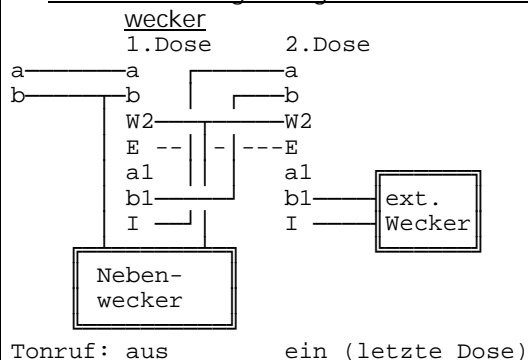 wecker
1.Dose 2.Dose
a a a
b b b
W2 W2
E E
a1 a1
b1 b1 ext.
I I Wecker
Neben-
wecker
Tonruf: aus ein (letzte Dose)